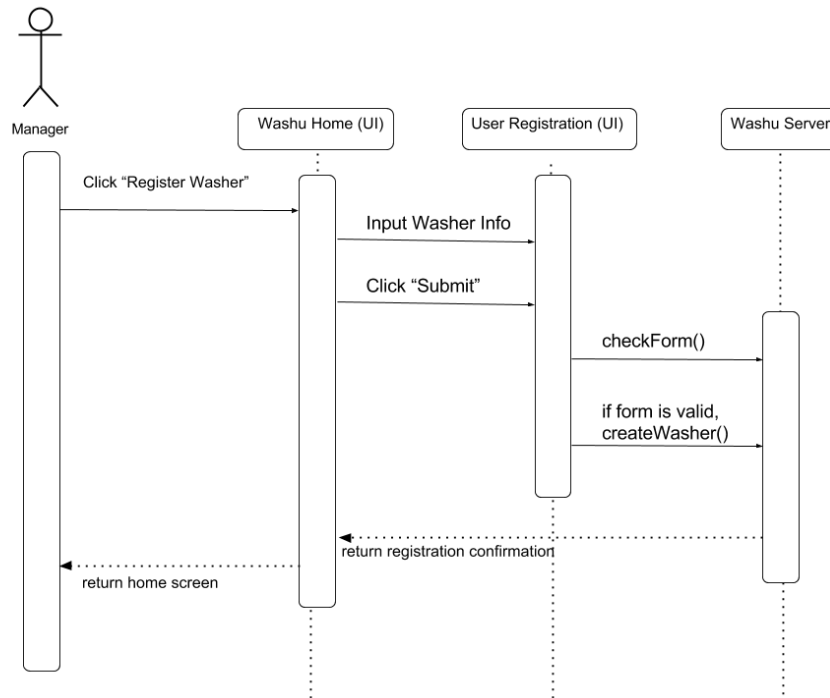 Manager
Washu Home (UI)
User Registration (UI)
Washu Server
Click “Register Washer”
Input Washer Info
Click “Submit”
checkForm()
if form is valid,
createWasher()
return registration confirmation
return home screen